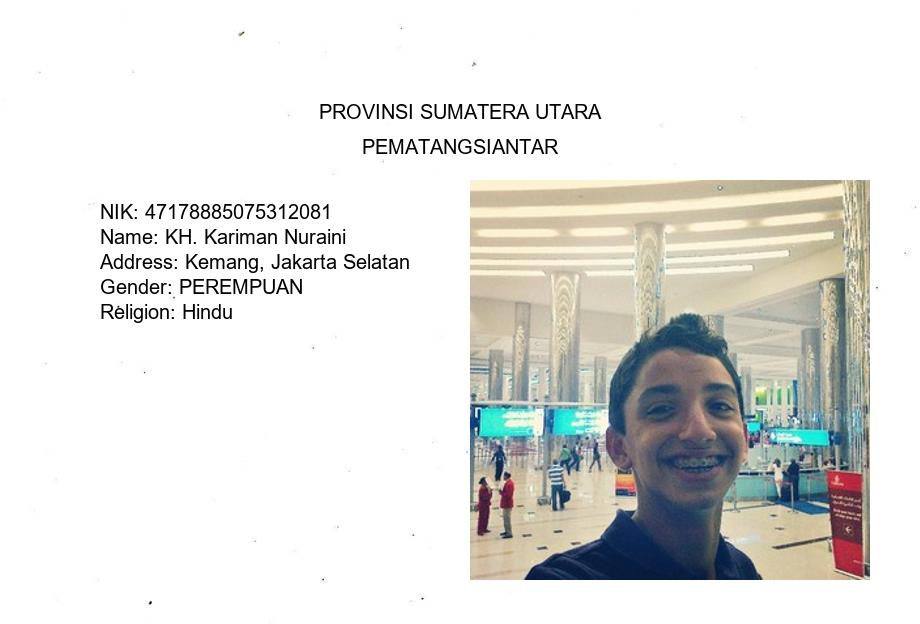 PROVINSI SUMATERA UTARA
PEMATANGSIANTAR
NIK: 47178885075312081
Name: KH. Kariman Nuraini
Address: Kemang, Jakarta Selatan
Gender: PEREMPUAN
Religion: Hindu